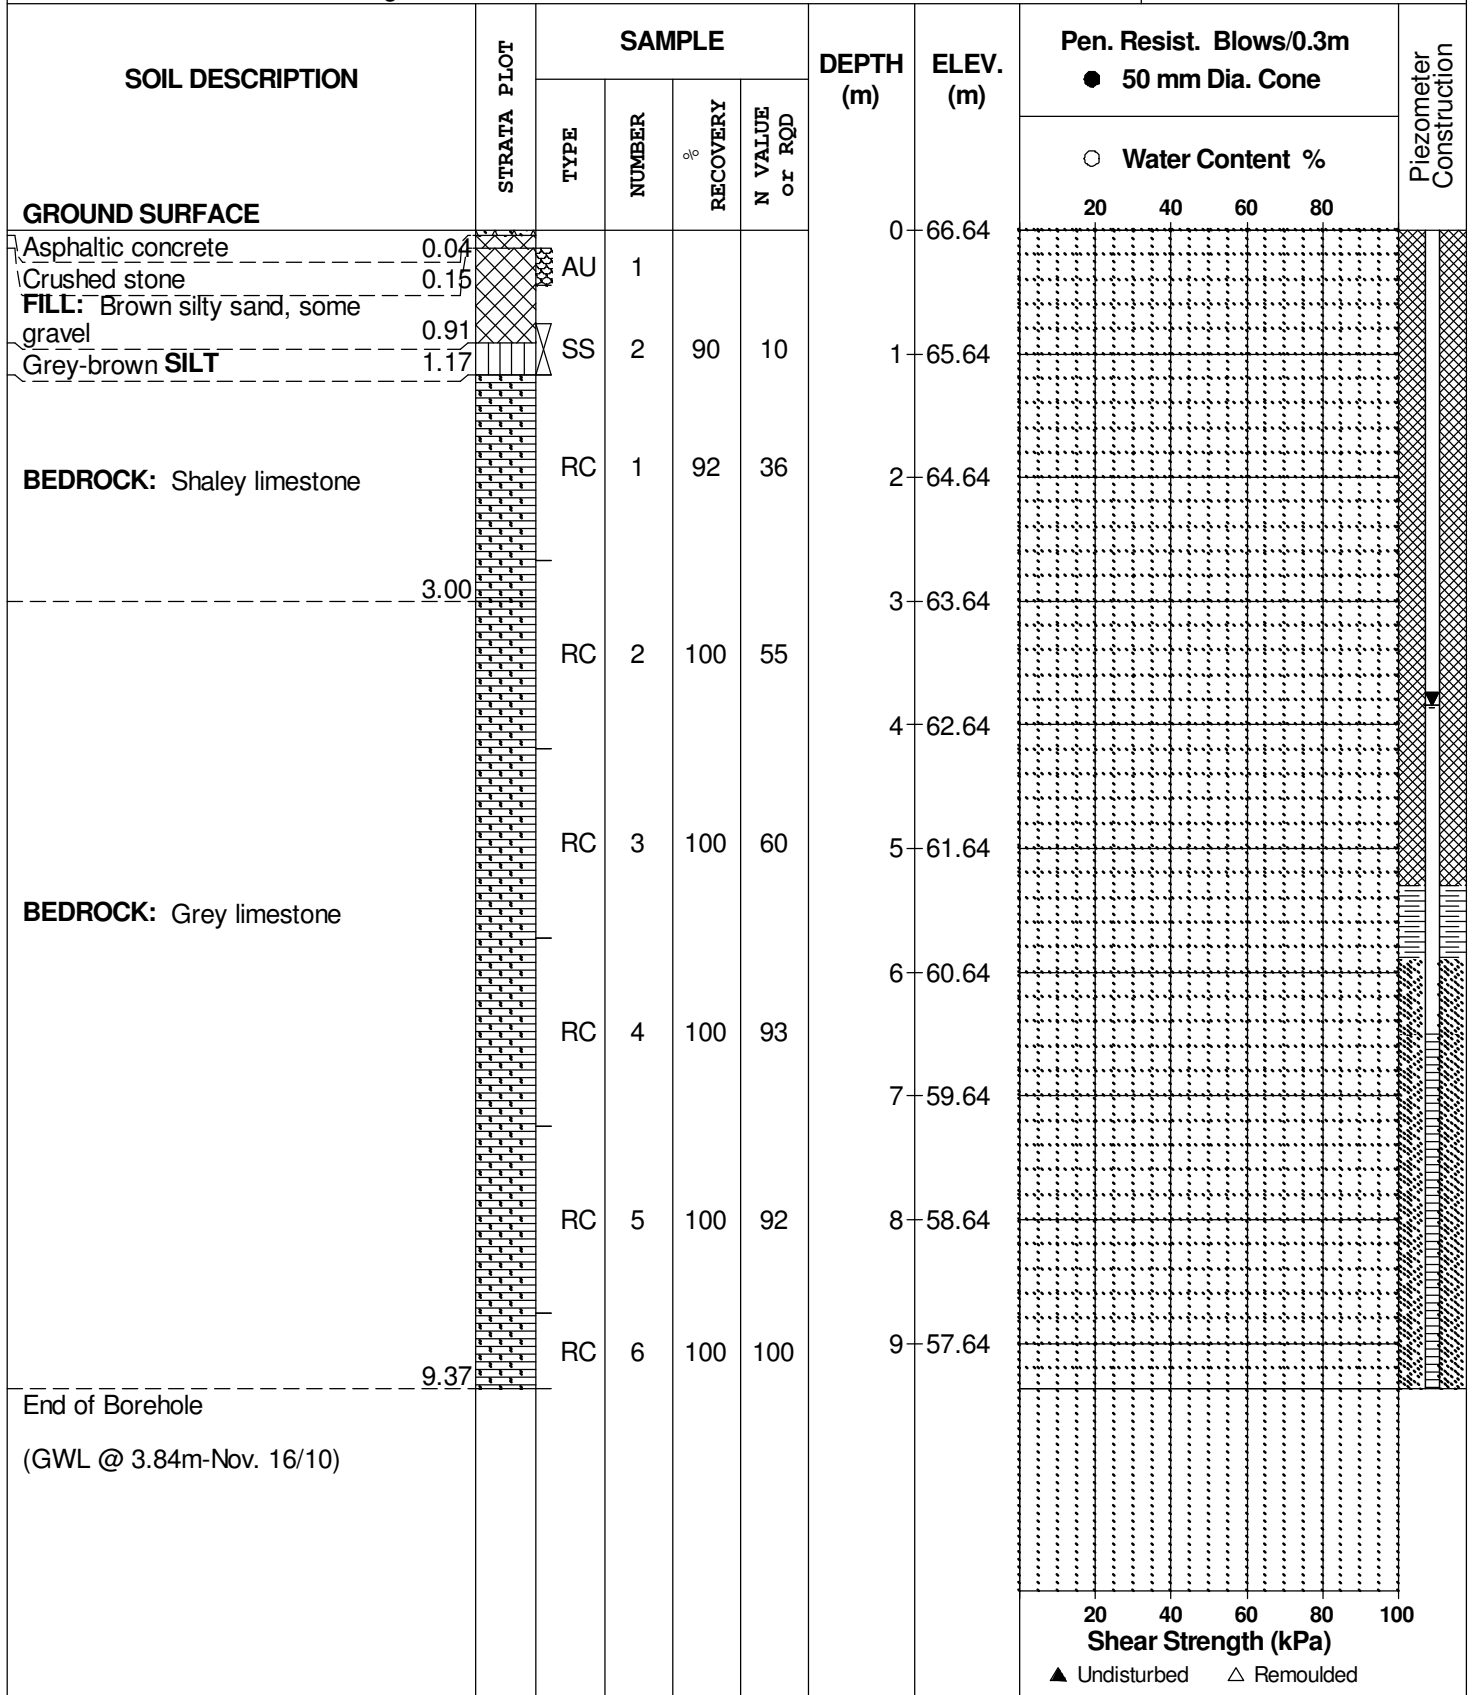 SOIL DESCRIPTION
STRATA PLOT
SAMPLE
TYPE
NUMBER
% RECOVERY
N VALUE or RQD
DEPTH (m)
ELEV. (m)
Pen. Resist. Blows/0.3m
● 50 mm Dia. Cone
○ Water Content %
Piezometer Construction
20 40 60 80
GROUND SURFACE
0 66.64
Asphaltic concrete 0.04
Crushed stone 0.15
AU 1
FILL: Brown silty sand, some
gravel 0.91
SS 2 90 10
1 65.64
Grey-brown SILT 1.17
BEDROCK: Shaley limestone
RC 1 92 36
2 64.64
3.00
3 63.64
RC 2 100 55
4 62.64
RC 3 100 60
5 61.64
BEDROCK: Grey limestone
6 60.64
RC 4 100 93
7 59.64
RC 5 100 92
8 58.64
9 57.64
RC 6 100 100
9.37
End of Borehole
(GWL @ 3.84m-Nov. 16/10)
20 40 60 80 100
Shear Strength (kPa)
▲ Undisturbed △ Remoulded